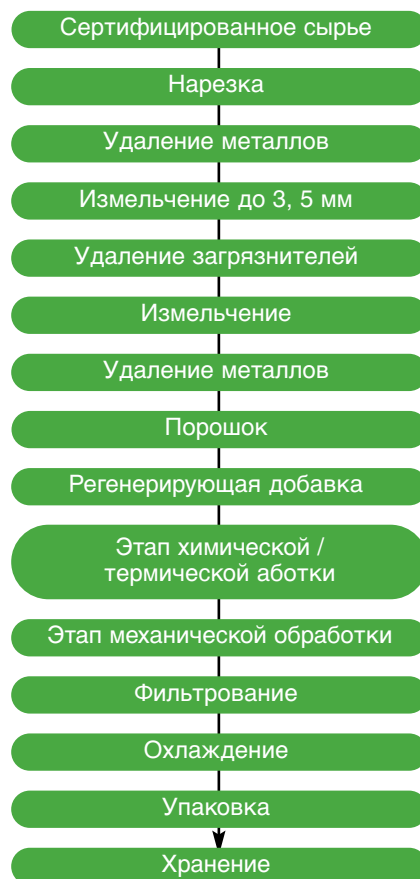 Сертифицированное сырье
Нарезка
Удаление металлов
Измельчение до 3, 5 мм
Удаление загрязнителей
Измельчение
Удаление металлов
Порошок
Регенерирующая добавка
Этап химической /
термической аботки
Этап механической обработки
Фильтрование
Охлаждение
Упаковка
Хранение